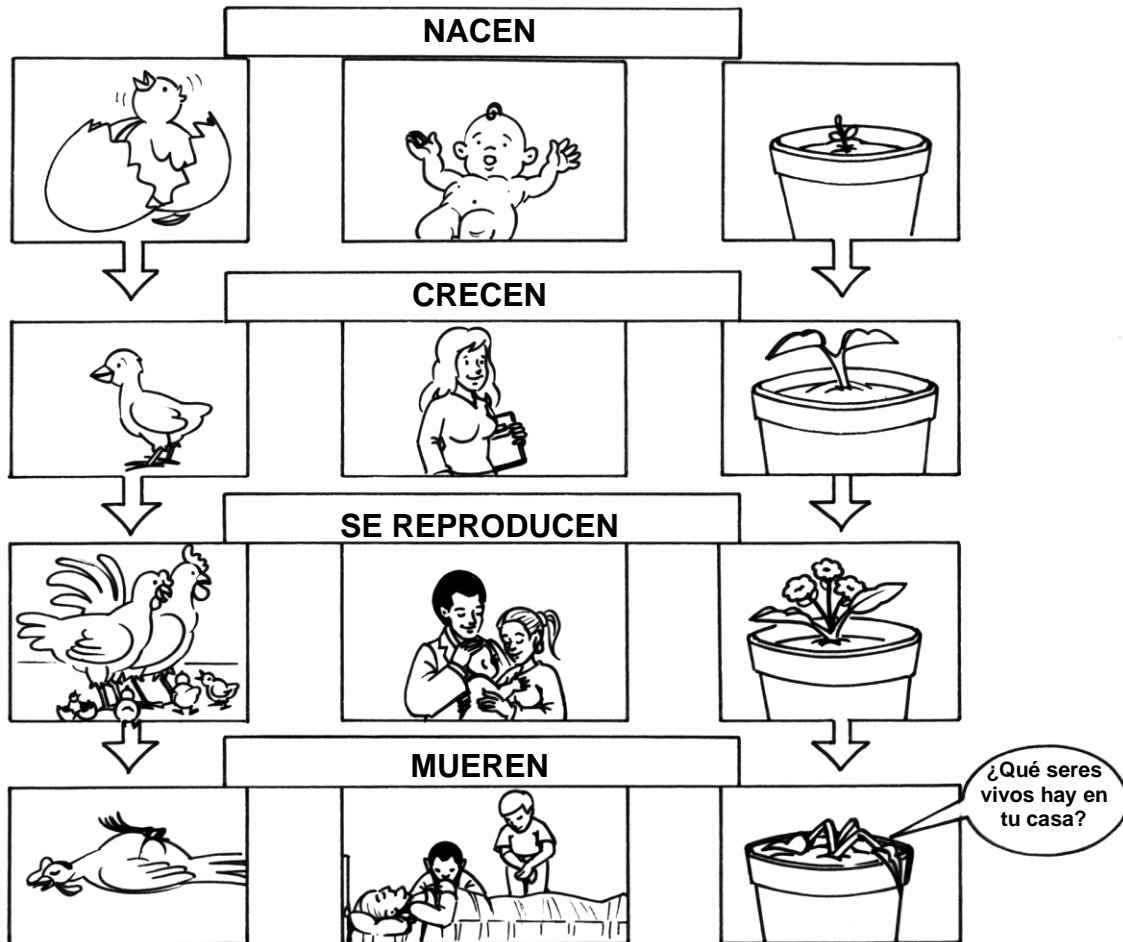 NACEN
CRECEN
SE REPRODUCEN
MUEREN
¿Qué seres
vivos hay en
tu casa?